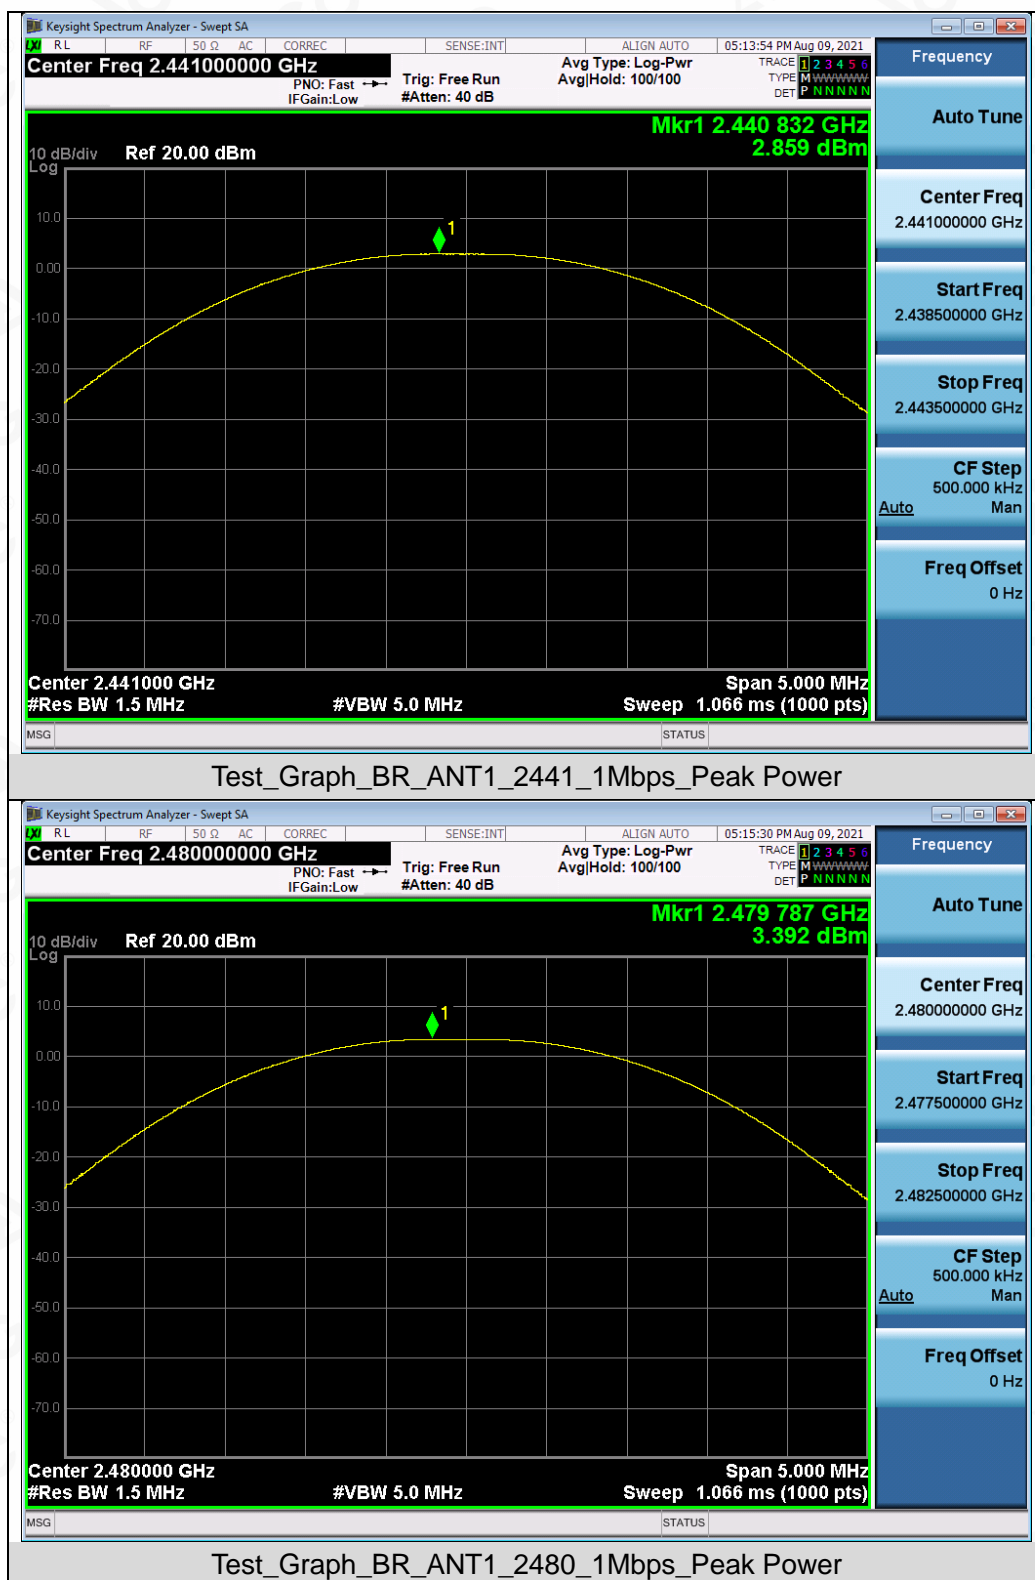 Keysight Spectrum Analyzer - Swept SA
LXI RL RF 50 Ω AC CORREC SENSE:INT ALIGN AUTO 05:13:54 PM Aug 09, 2021
Center Freq 2.441000000 GHz
PNO: Fast
IFGain:Low
Trig: Free Run
#Atten: 40 dB
Avg Type: Log-Pwr
Avg|Hold: 100/100
TRACE 1 2 3 4 5 6
TYPE M WWWWW
DET P N N N N N
Frequency
Mkr1 2.440 832 GHz
2.859 dBm
10 dB/div Ref 20.00 dBm
Log
10.0
0.00
-10.0
-20.0
-30.0
-40.0
-50.0
-60.0
-70.0
1
Center 2.441000 GHz Span 5.000 MHz
#Res BW 1.5 MHz #VBW 5.0 MHz Sweep 1.066 ms (1000 pts)
MSG STATUS
Auto Tune
Center Freq
2.441000000 GHz
Start Freq
2.438500000 GHz
Stop Freq
2.443500000 GHz
CF Step
500.000 kHz
Auto Man
Freq Offset
0 Hz
Test_Graph_BR_ANT1_2441_1Mbps_Peak Power
Keysight Spectrum Analyzer - Swept SA
LXI RL RF 50 Ω AC CORREC SENSE:INT ALIGN AUTO 05:15:30 PM Aug 09, 2021
Center Freq 2.480000000 GHz
PNO: Fast
IFGain:Low
Trig: Free Run
#Atten: 40 dB
Avg Type: Log-Pwr
Avg|Hold: 100/100
TRACE 1 2 3 4 5 6
TYPE M WWWWW
DET P N N N N N
Frequency
Mkr1 2.479 787 GHz
3.392 dBm
10 dB/div Ref 20.00 dBm
Log
10.0
0.00
-10.0
-20.0
-30.0
-40.0
-50.0
-60.0
-70.0
1
Center 2.480000 GHz Span 5.000 MHz
#Res BW 1.5 MHz #VBW 5.0 MHz Sweep 1.066 ms (1000 pts)
MSG STATUS
Auto Tune
Center Freq
2.480000000 GHz
Start Freq
2.477500000 GHz
Stop Freq
2.482500000 GHz
CF Step
500.000 kHz
Auto Man
Freq Offset
0 Hz
Test_Graph_BR_ANT1_2480_1Mbps_Peak Power